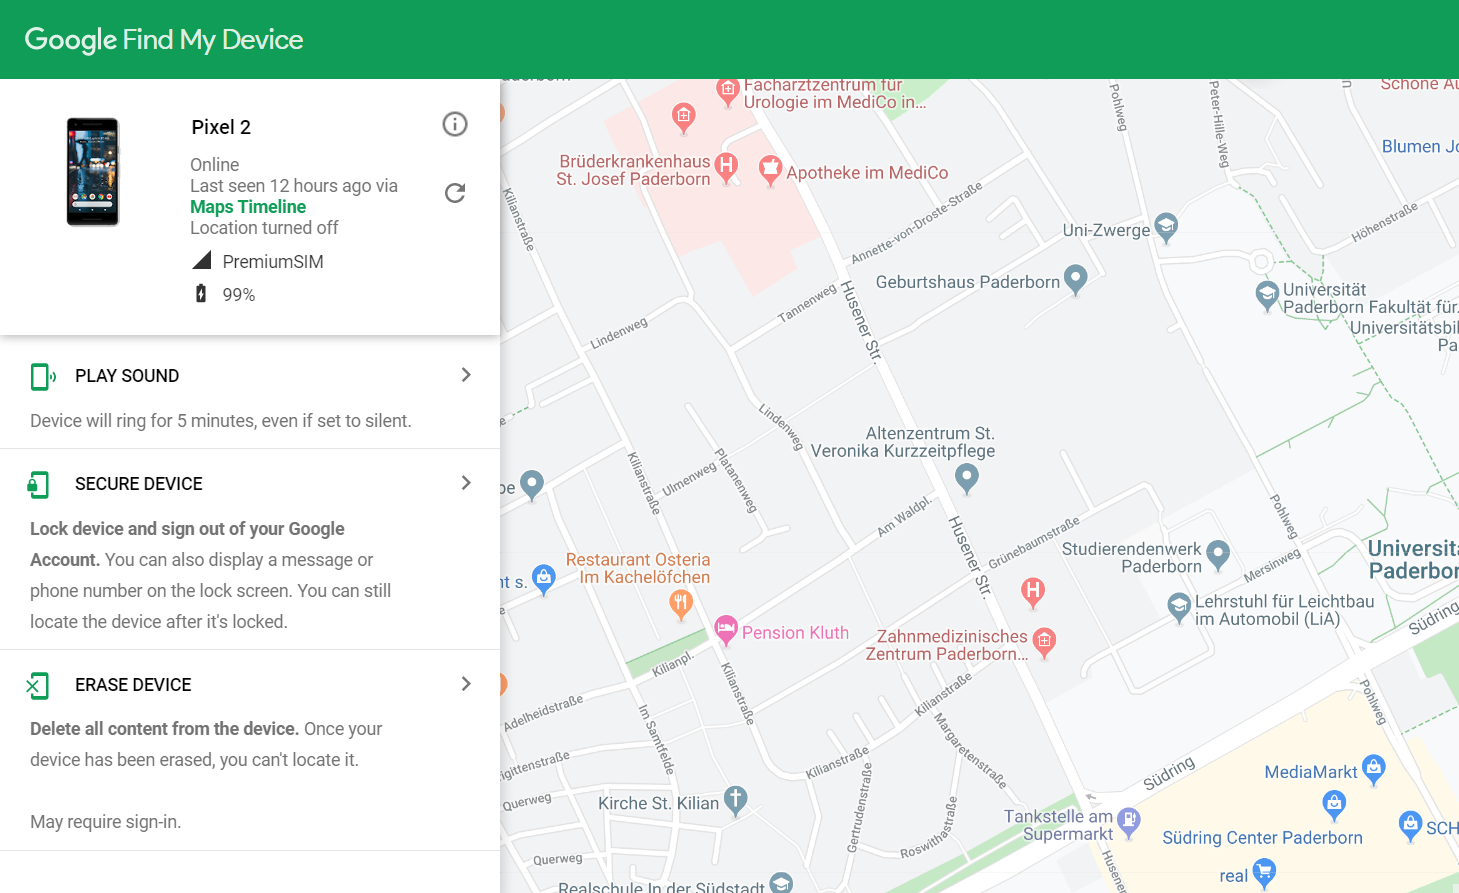 Google Find My Device
Pixel 2
Online
Last seen 12 hours ago via
Maps Timeline
Location turned off
PremiumSIM
99%
PLAY SOUND
Device will ring for 5 minutes, even if set to silent.
SECURE DEVICE
Lock device and sign out of your Google
Account. You can also display a message or
phone number on the lock screen. You can still
locate the device after it's locked.
ERASE DEVICE
Delete all content from the device. Once your
device has been erased, you can't locate it.
May require sign-in.
Facharztzentrum für
Urologie im MediCo in...
Pohlweg
Peter-Hille-Weg
Schöne Au
Blumen Jo
Brüderkrankenhaus
St. Josef Paderborn
H
Apotheke im MediCo
Kilianstraße
Annette-von-Droste-Straße
Uni-Zwerge
Höhenstraße
Geburtshaus Paderborn
Universität
Paderborn Fakultät für...
Universitätsbil
Pa
Tannenweg
Husener Str.
Lindenweg
Lindenweg
Altenzentrum St.
Veronika Kurzzeitpflege
Kilianstraße
Ulmenweg
Platanenweg
Am Waldpl.
Pohlweg
Husener Str.
Grünebaumstraße
Studierendenwerk
Paderborn
Mersinweg
Universitä
Paderbor
Restaurant Osteria
Im Kachelöfchen
nt s.
H
Lehrstuhl für Leichtbau
im Automobil (LiA)
Südring
Pension Kluth
Zahnmedizinisches
Zentrum Paderborn...
Kilianpl.
Kilianstraße
Kilianstraße
Adelheidstraße
Im Samtfelde
Margaretenstraße
Pohlweg
Südring
Kilianstraße
rigittenstraße
MediaMarkt
Querweg
Kirche St. Kilian
Gertrudenstraße
Roswithastraße
Tankstelle am
Supermarkt
Südring Center Paderborn
SCH
Querweg
Husener
real
Realschule In der Südstadt